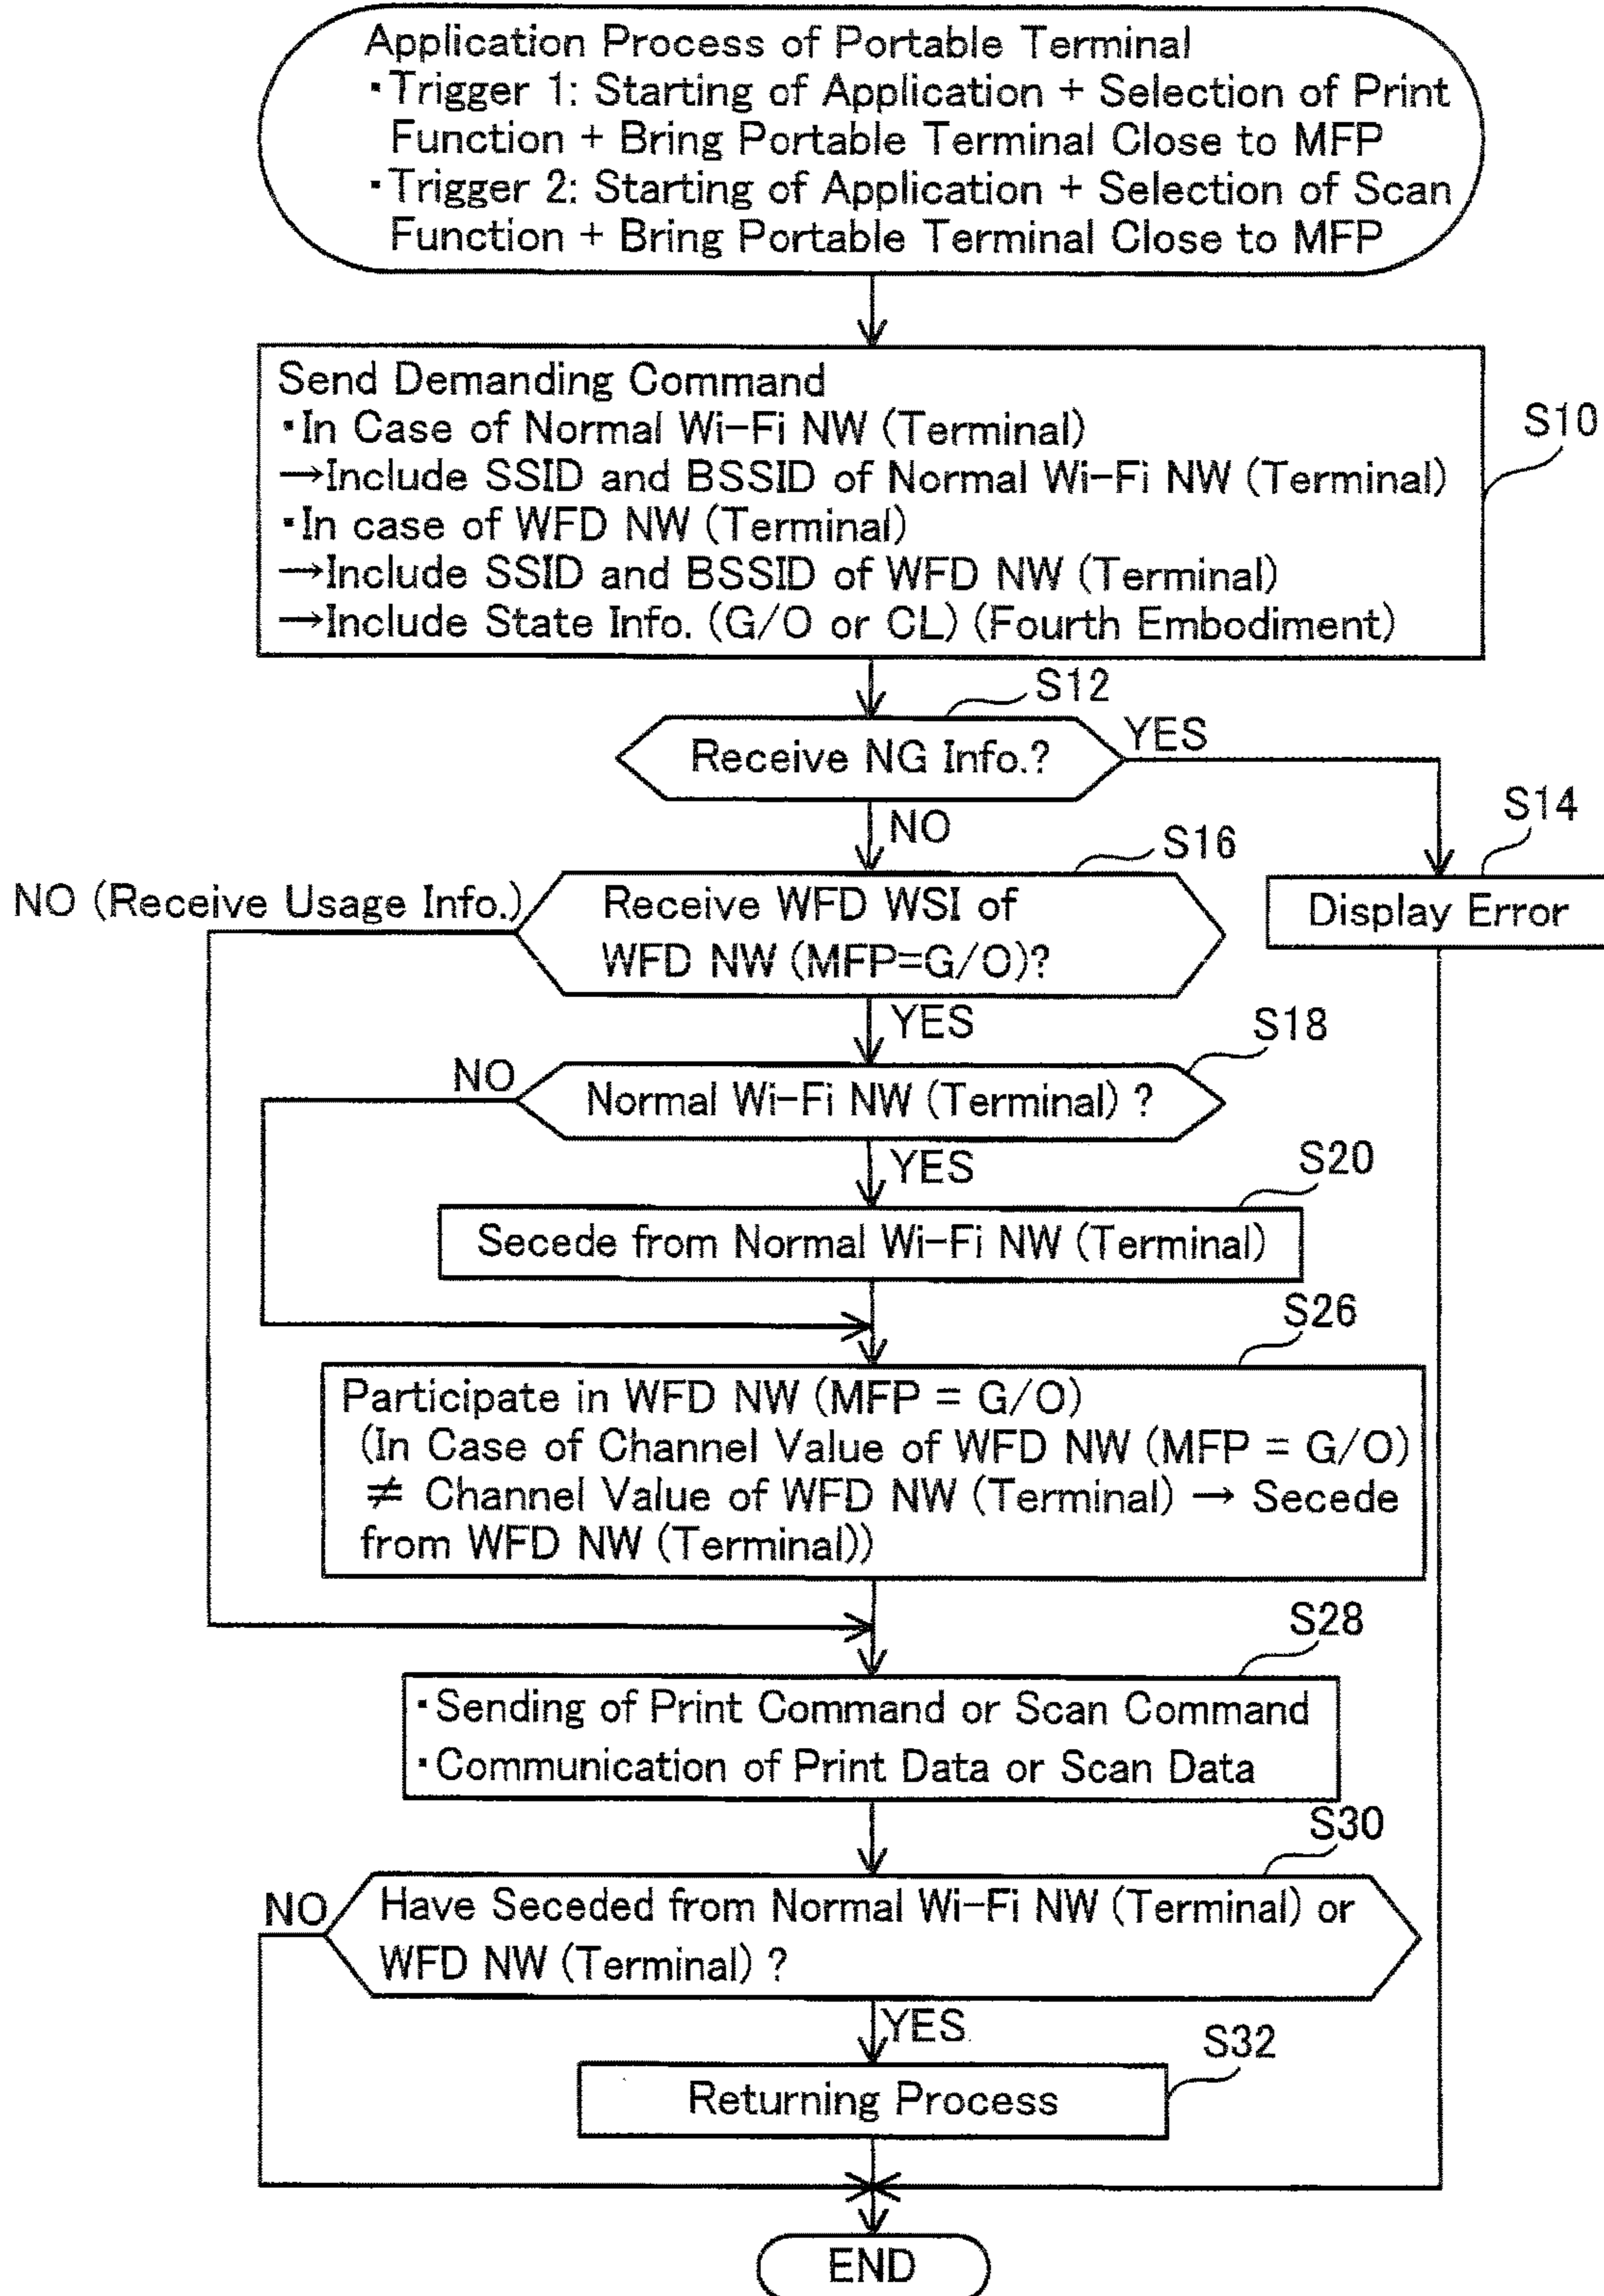 Application Process of Portable Terminal
・Trigger 1: Starting of Application + Selection of Print
Function + Bring Portable Terminal Close to MFP
・Trigger 2: Starting of Application + Selection of Scan
Function + Bring Portable Terminal Close to MFP
Send Demanding Command
・In Case of Normal Wi-Fi NW (Terminal)
→Include SSID and BSSID of Normal Wi-Fi NW (Terminal)
・In case of WFD NW (Terminal)
→Include SSID and BSSID of WFD NW (Terminal)
→Include State Info. (G/O or CL) (Fourth Embodiment)
S10
S12
Receive NG Info.?
YES
NO
S14
Display Error
S16
NO (Receive Usage Info.)
Receive WFD WSI of
WFD NW (MFP=G/O)?
YES
S18
NO
Normal Wi-Fi NW (Terminal) ?
YES
S20
Secede from Normal Wi-Fi NW (Terminal)
S26
Participate in WFD NW (MFP = G/O)
(In Case of Channel Value of WFD NW (MFP = G/O)
≠ Channel Value of WFD NW (Terminal) → Secede
from WFD NW (Terminal))
S28
・Sending of Print Command or Scan Command
・Communication of Print Data or Scan Data
S30
NO
Have Seceded from Normal Wi-Fi NW (Terminal) or
WFD NW (Terminal) ?
YES
S32
Returning Process
END